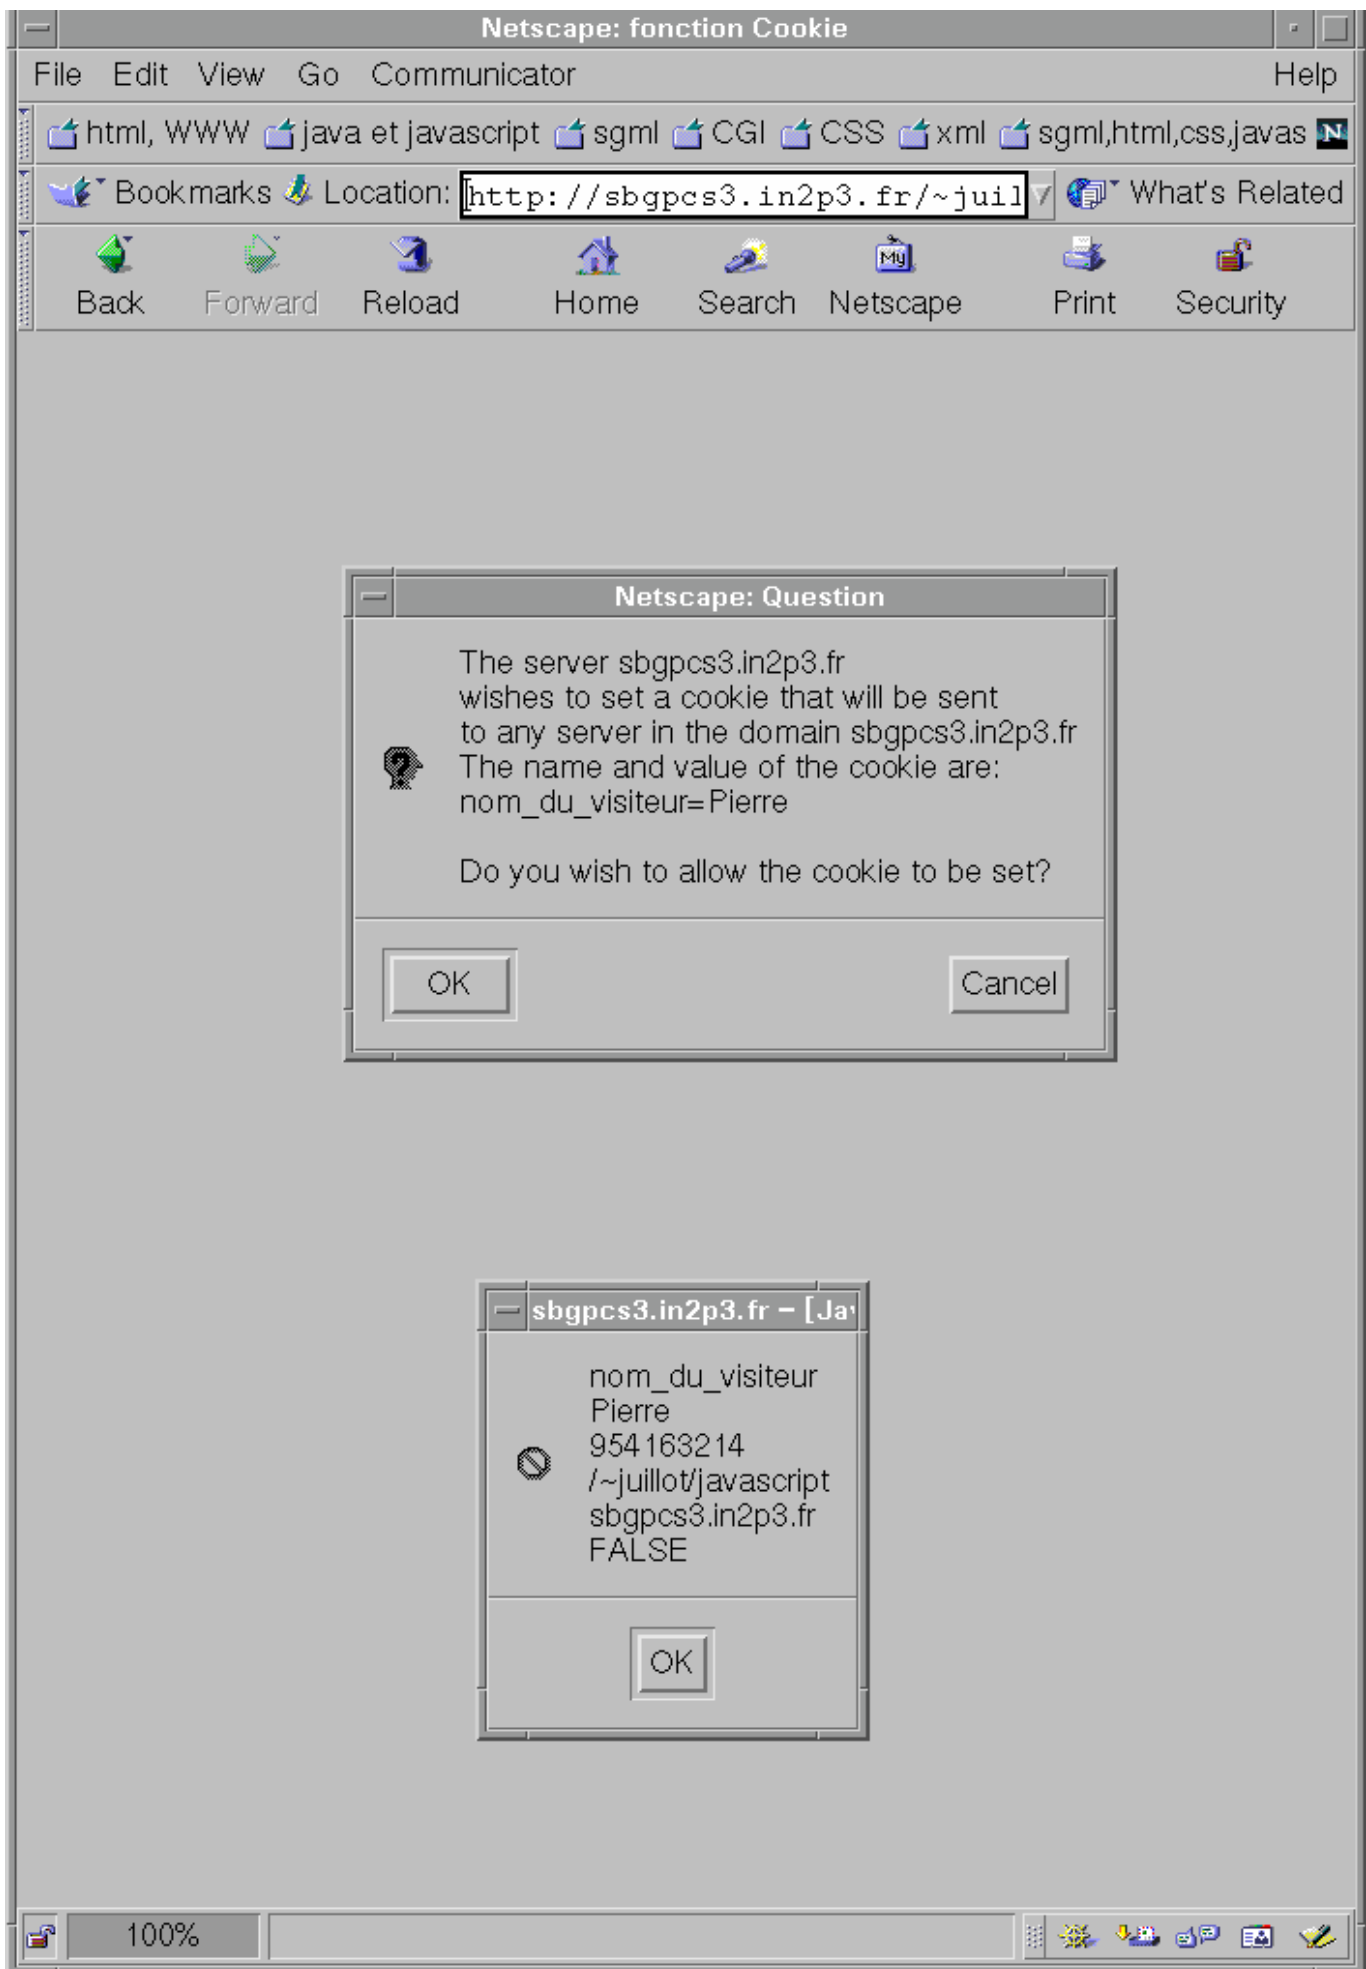 Netscape: fonction Cookie
File Edit View Go Communicator Help
html, WWW java et javascript sgml CGI CSS xml sgml,html,css,javas N
Bookmarks Location: http://sbgpcs3.in2p3.fr/~juil What's Related
My
Back Forward Reload Home Search Netscape Print Security
Netscape: Question
The server sbgpcs3.in2p3.fr
wishes to set a cookie that will be sent
to any server in the domain sbgpcs3.in2p3.fr
The name and value of the cookie are:
nom_du_visiteur=Pierre
Do you wish to allow the cookie to be set?
OK Cancel
sbgpcs3.in2p3.fr – [Ja
nom_du_visiteur
Pierre
954163214
/~juillot/javascript
sbgpcs3.in2p3.fr
FALSE
OK
100%